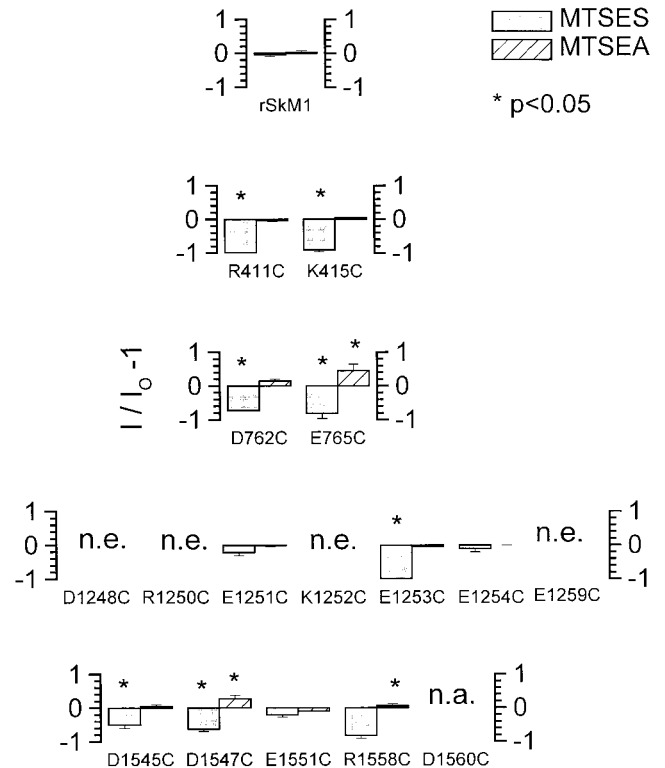 MTSES
MTSEA
* p<0.05
1 1
0 0
-1 -1
rSkM1
* *
1 1
0 0
-1 -1
R411C K415C
* * *
1 1
0 0
-1 -1
D762C E765C
I / Io -1
*
1 1
0 n.e. n.e. n.e. n.e. 0
-1 -1
D1248C R1250C E1251C K1252C E1253C E1254C E1259C
* * * *
1 1
0 n.a. 0
-1 -1
D1545C D1547C E1551C R1558C D1560C